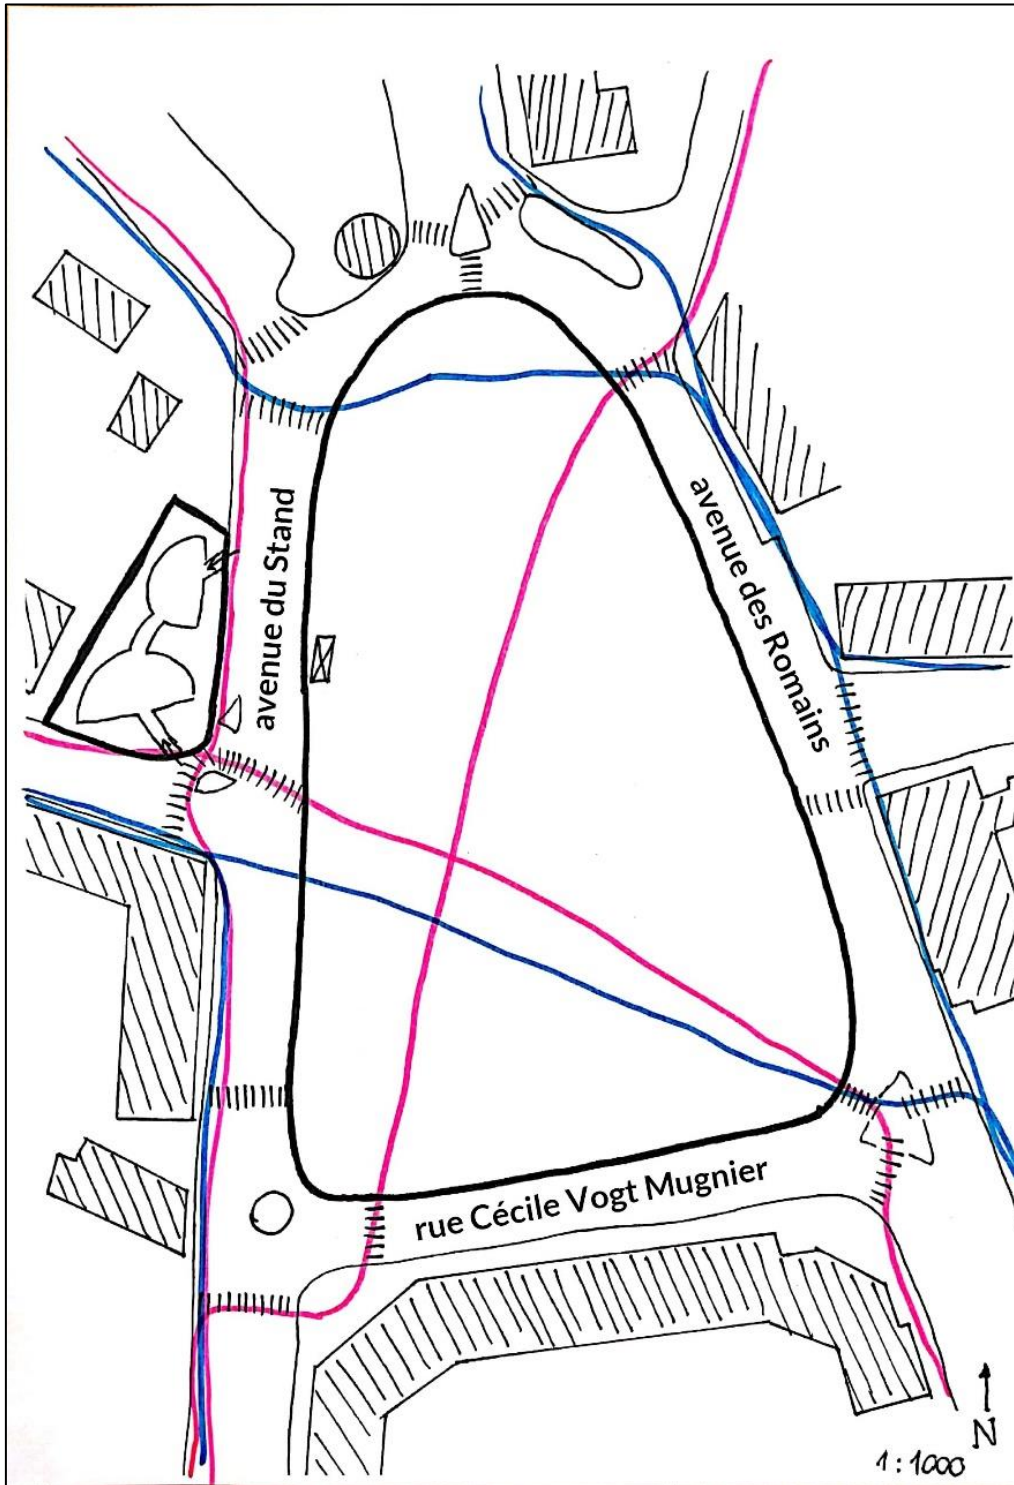 avenue du Stand
avenue des Romains
rue Cécile Vogt Mugnier
N
1:1000